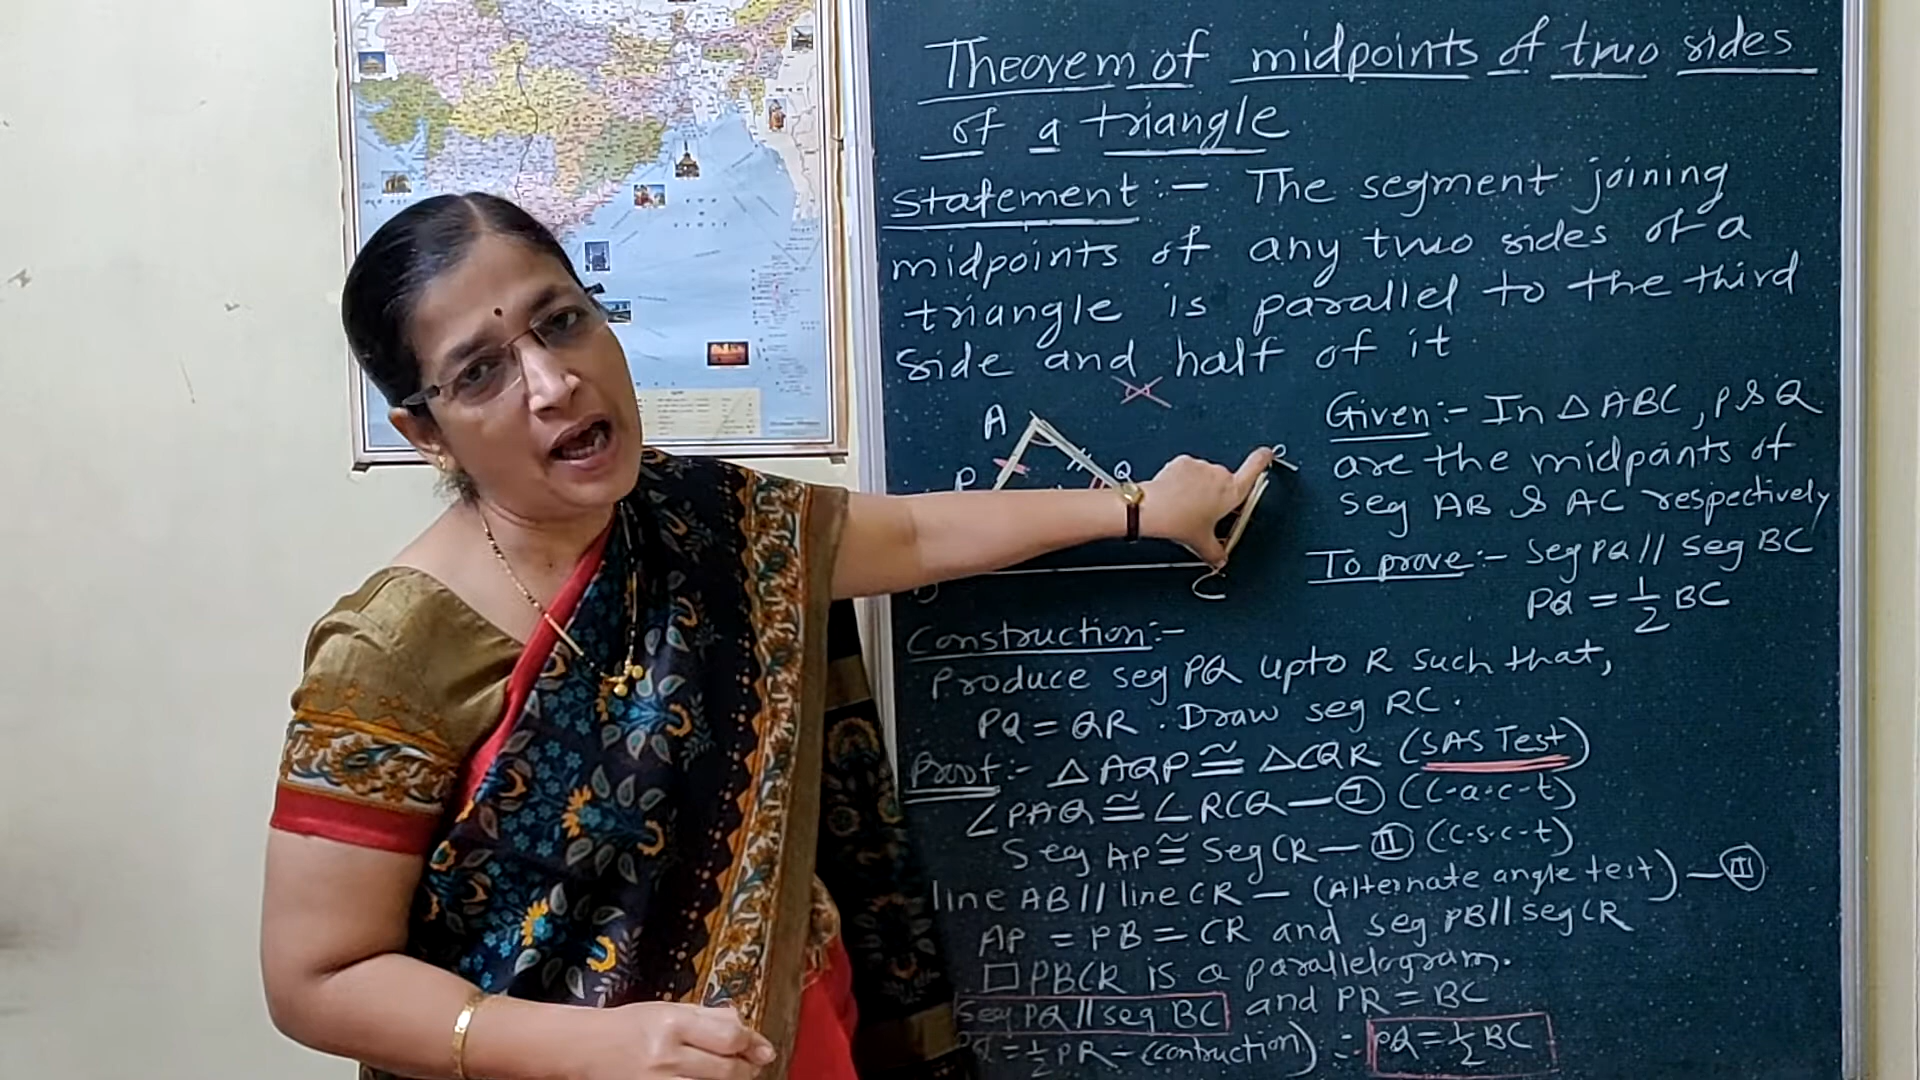 Theorem of midpoints of two sides
of a triangle
Statement :- The segment joining
midpoints of any two sides of a
triangle is parallel to the third
side and half of it
A
P
Q
R
C
Given :- In △ABC, P & Q
are the midpoints of
seg AB & AC respectively
To prove :- seg PQ // seg BC
PQ = 1/2 BC
Construction :-
Produce seg PQ upto R such that,
PQ = QR . Draw seg RC .
Proof :- △AQP ≅ △CQR (SAS Test)
∠PAQ ≅ ∠RCQ — Ⅰ (c.a.c.t)
Seg AP ≅ Seg CR — Ⅱ (c.s.c.t)
line AB // line CR — (Alternate angle test) — Ⅲ
AP = PB = CR and seg PB // seg CR
□ PBCR is a parallelogram.
Seg PQ // seg BC and PR = BC
PQ = 1/2 PR - (contruction) ∴ PQ = 1/2 BC